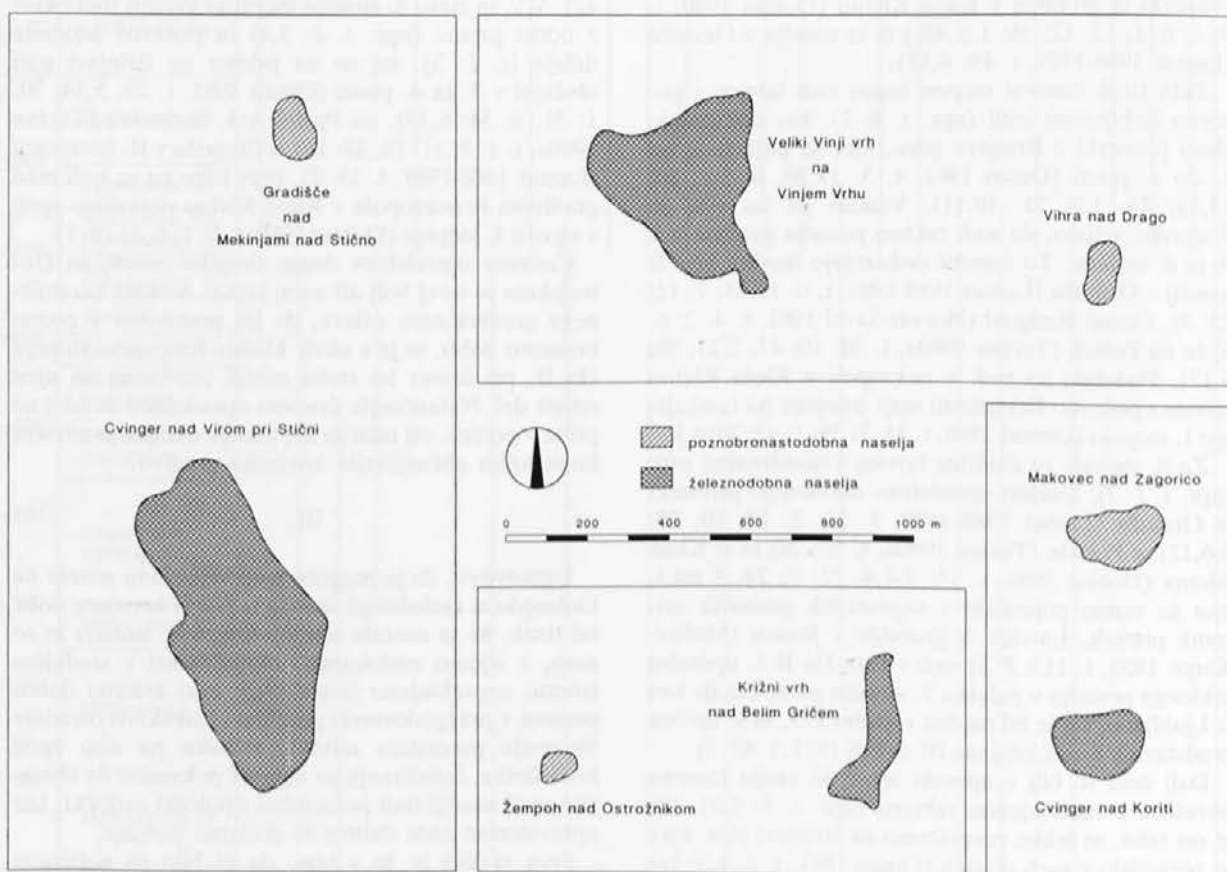 Gradišče
nad
Mekinjami nad Stično
Cvinger nad Virom pri Stični
Veliki Vinji vrh
na
Vinjem Vrhu
Vihra nad Drago
poznobronastodobna naselja
železnodobna naselja
0 200 400 600 800 1000 m
Makovec nad Zagorico
Križni vrh
nad Belim Gričem
Žempoh nad Ostrožnikom
Cvinger nad Koriti